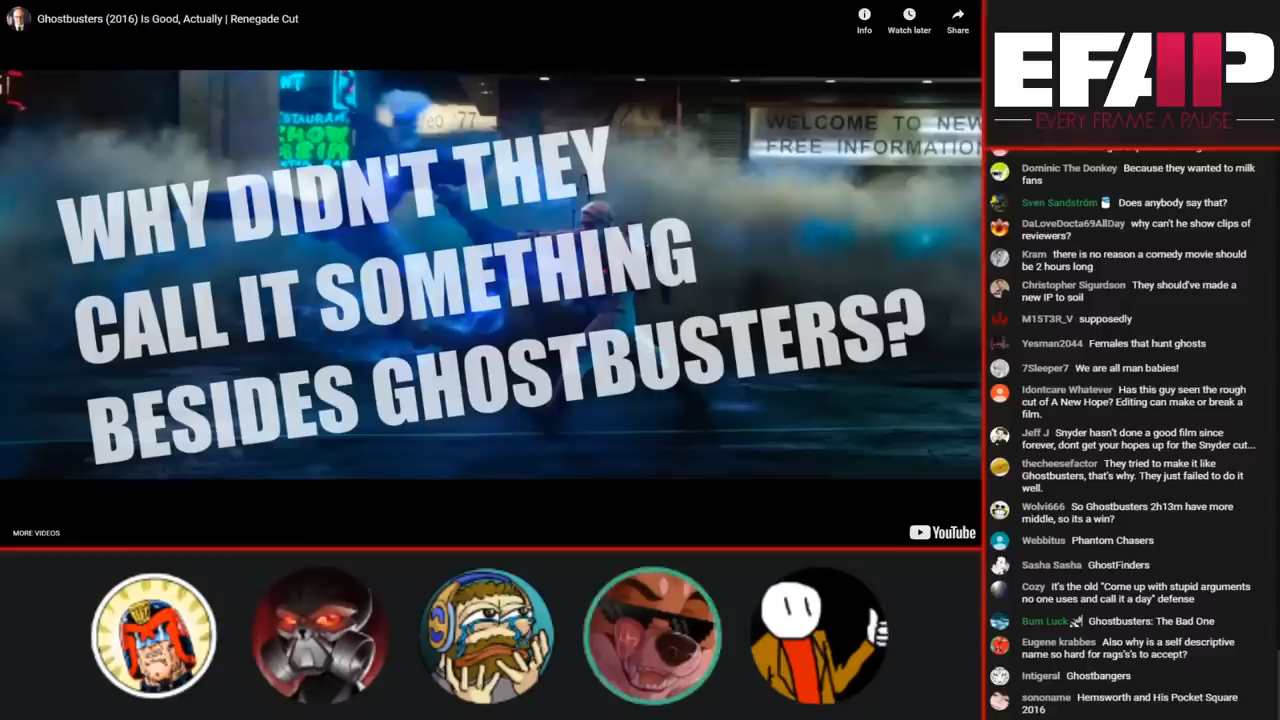 Ghostbusters (2016) Is Good, Actually | Renegade Cut
Info
Watch later
Share
WELCOME TO NEW
FREE INFORMATION
WHY DIDN'T THEY
CALL IT SOMETHING
BESIDES GHOSTBUSTERS?
MORE VIDEOS
YouTube
EFAP
EVERY FRAME A PAUSE
Dominic The Donkey Because they wanted to milk
fans
Sven Sandström Does anybody say that?
DaLoveDocta69AllDay why can't he show clips of
reviewers?
Kram there is no reason a comedy movie should
be 2 hours long
Christopher Sigurdson They should've made a
new IP to soil
M15T3R_V supposedly
Yesman2044 Females that hunt ghosts
7Sleeper7 We are all man babies!
Idontcare Whatever Has this guy seen the rough
cut of A New Hope? Editing can make or break a
film.
Jeff J Snyder hasn't done a good film since
forever, dont get your hopes up for the Snyder cut...
thecheesefactor They tried to make it like
Ghostbusters, that's why. They just failed to do it
well.
Wolvi666 So Ghostbusters 2h13m have more
middle, so its a win?
Webbitus Phantom Chasers
Sasha Sasha GhostFinders
Cozy It's the old "Come up with stupid arguments
no one uses and call it a day" defense
Bum Luck Ghostbusters: The Bad One
Eugene krabbes Also why is a self descriptive
name so hard for rags's's to accept?
Intigeral Ghostbangers
sononame Hemsworth and His Pocket Square
2016